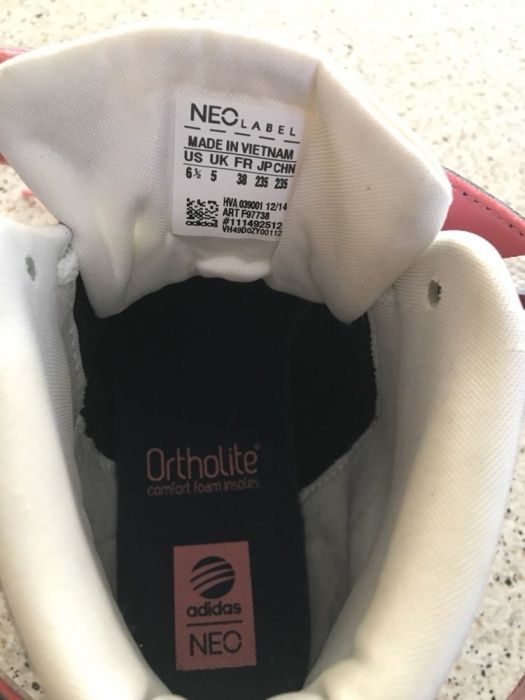 NEO LABEL
MADE IN VIETNAM
US UK FR JP CHN
6½ 5 38 235 235
HVA 039001 12/14
ART F97738
#111492512
adidas VH49D0ZY00112
Ortholite®
comfort foam insoles
adidas
NEO